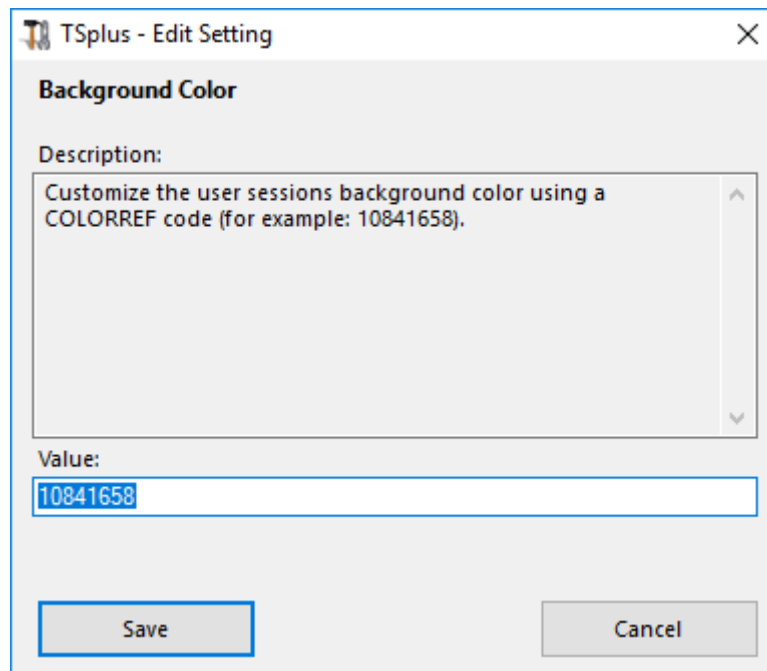 TSplus - Edit Setting
Background Color
Description:
Customize the user sessions background color using a
COLORREF code (for example: 10841658).
Value:
10841658
Save
Cancel